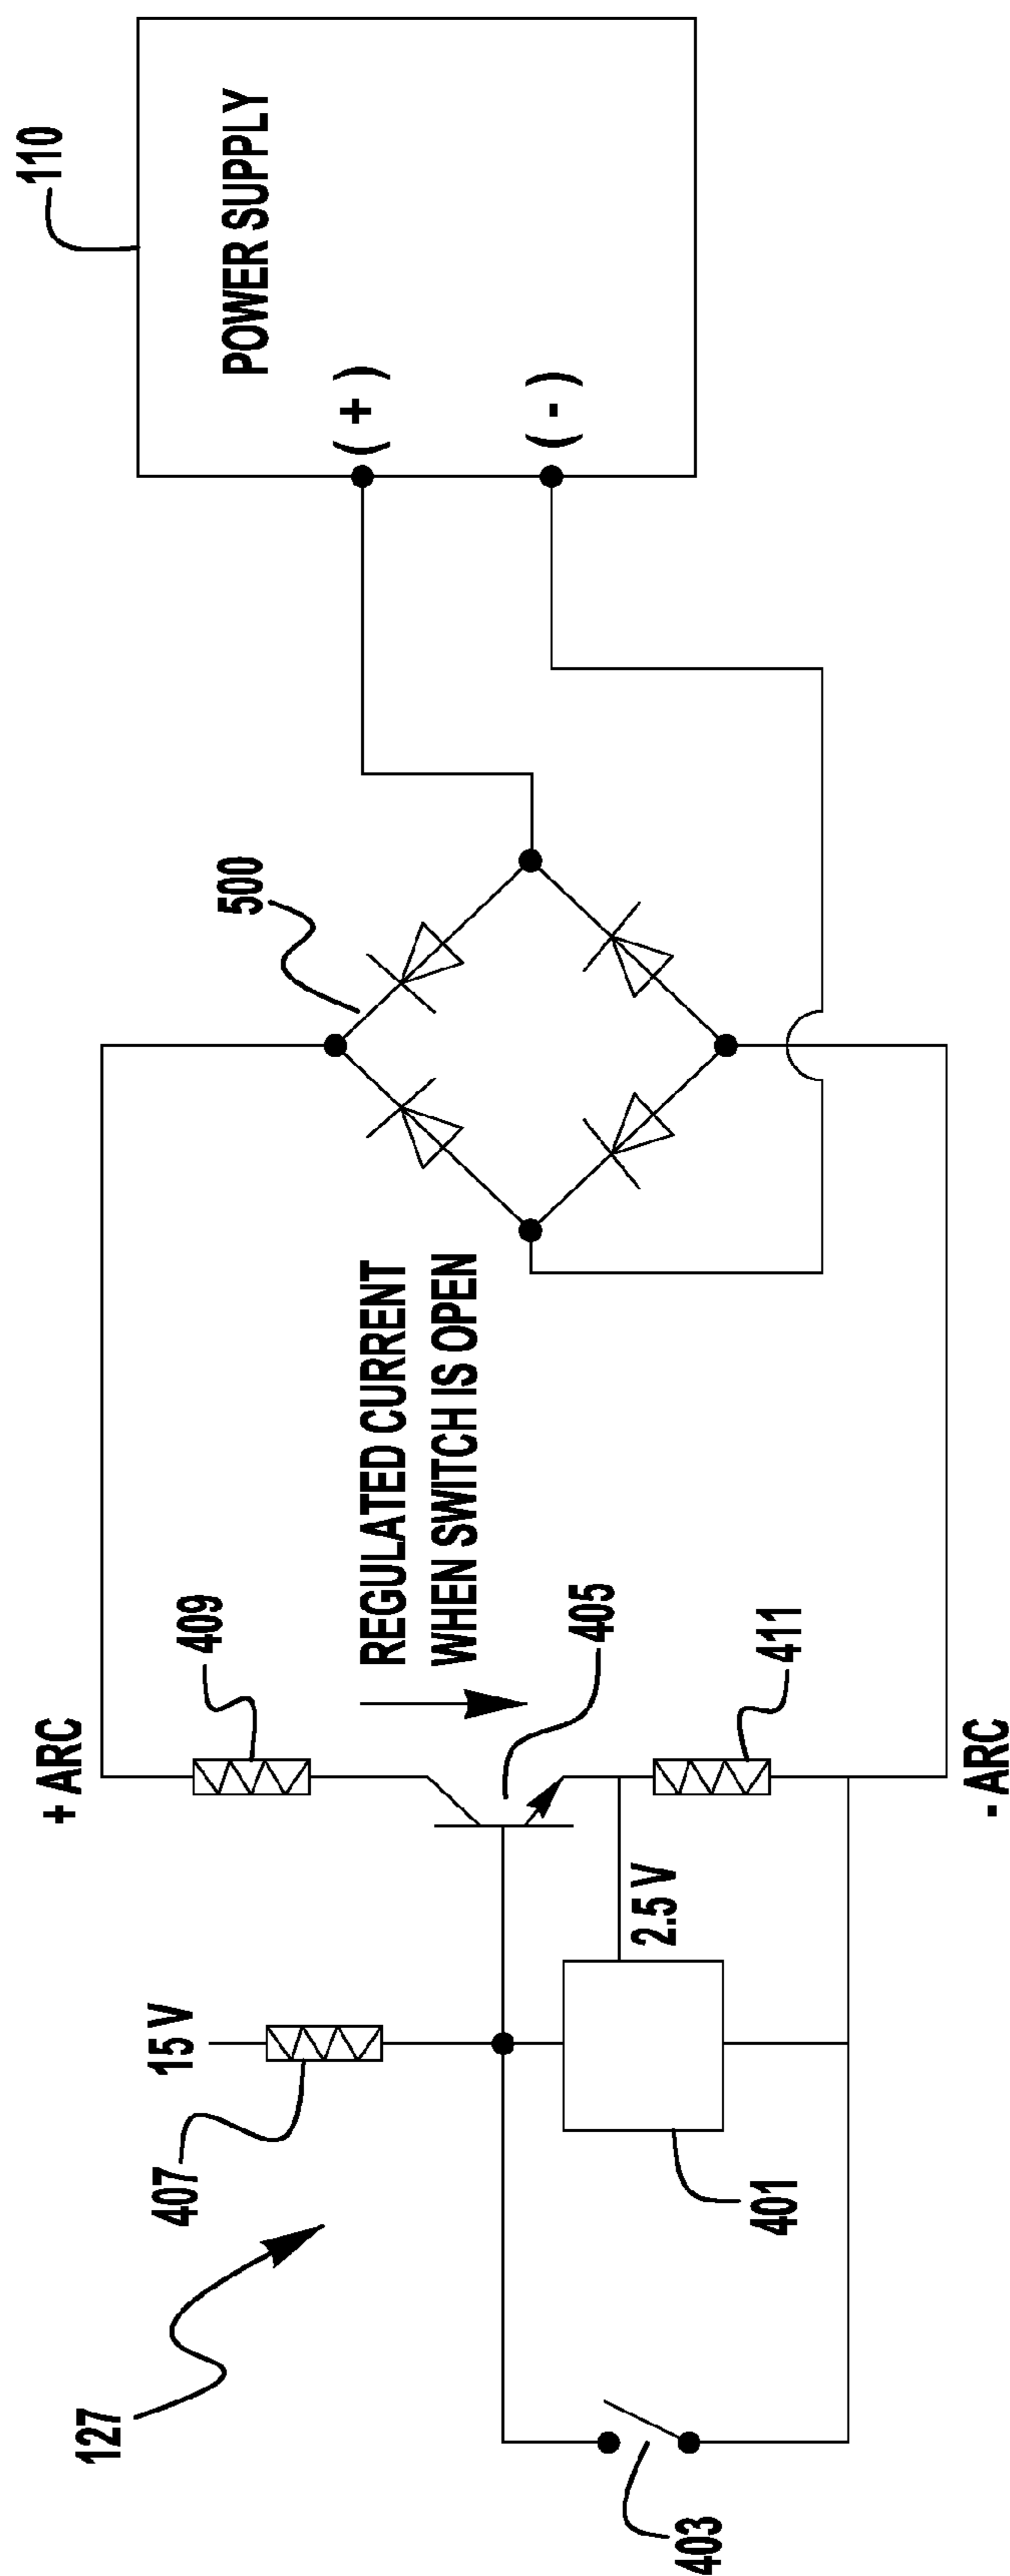 127
407
15 V
+ ARC
409
REGULATED CURRENT
WHEN SWITCH IS OPEN
405
500
110
POWER SUPPLY
( + )
( - )
2.5 V
411
401
403
- ARC